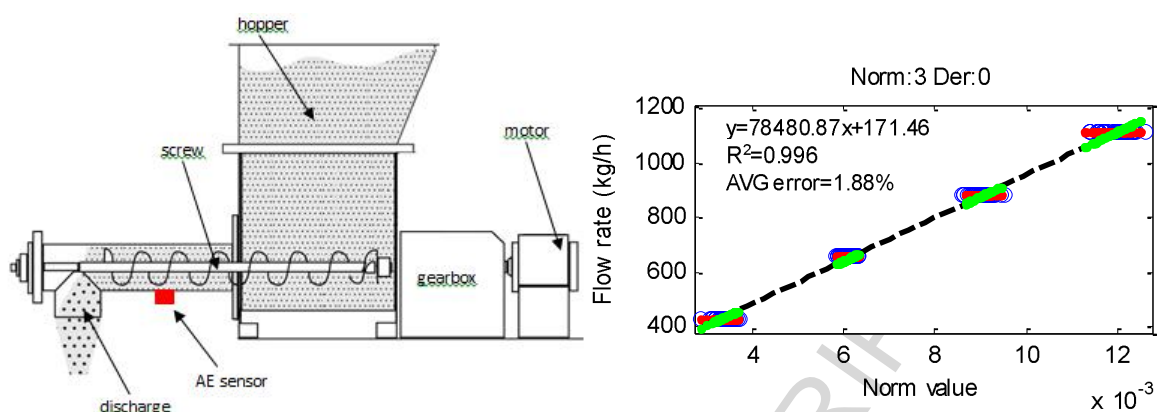 hopper
screw
motor
gearbox
AE sensor
discharge
Norm:3 Der:0
y=78480.87x+171.46
R²=0.996
AVG error=1.88%
Flow rate (kg/h)
1200
1000
800
600
400
4 6 8 10 12
Norm value
x 10⁻³